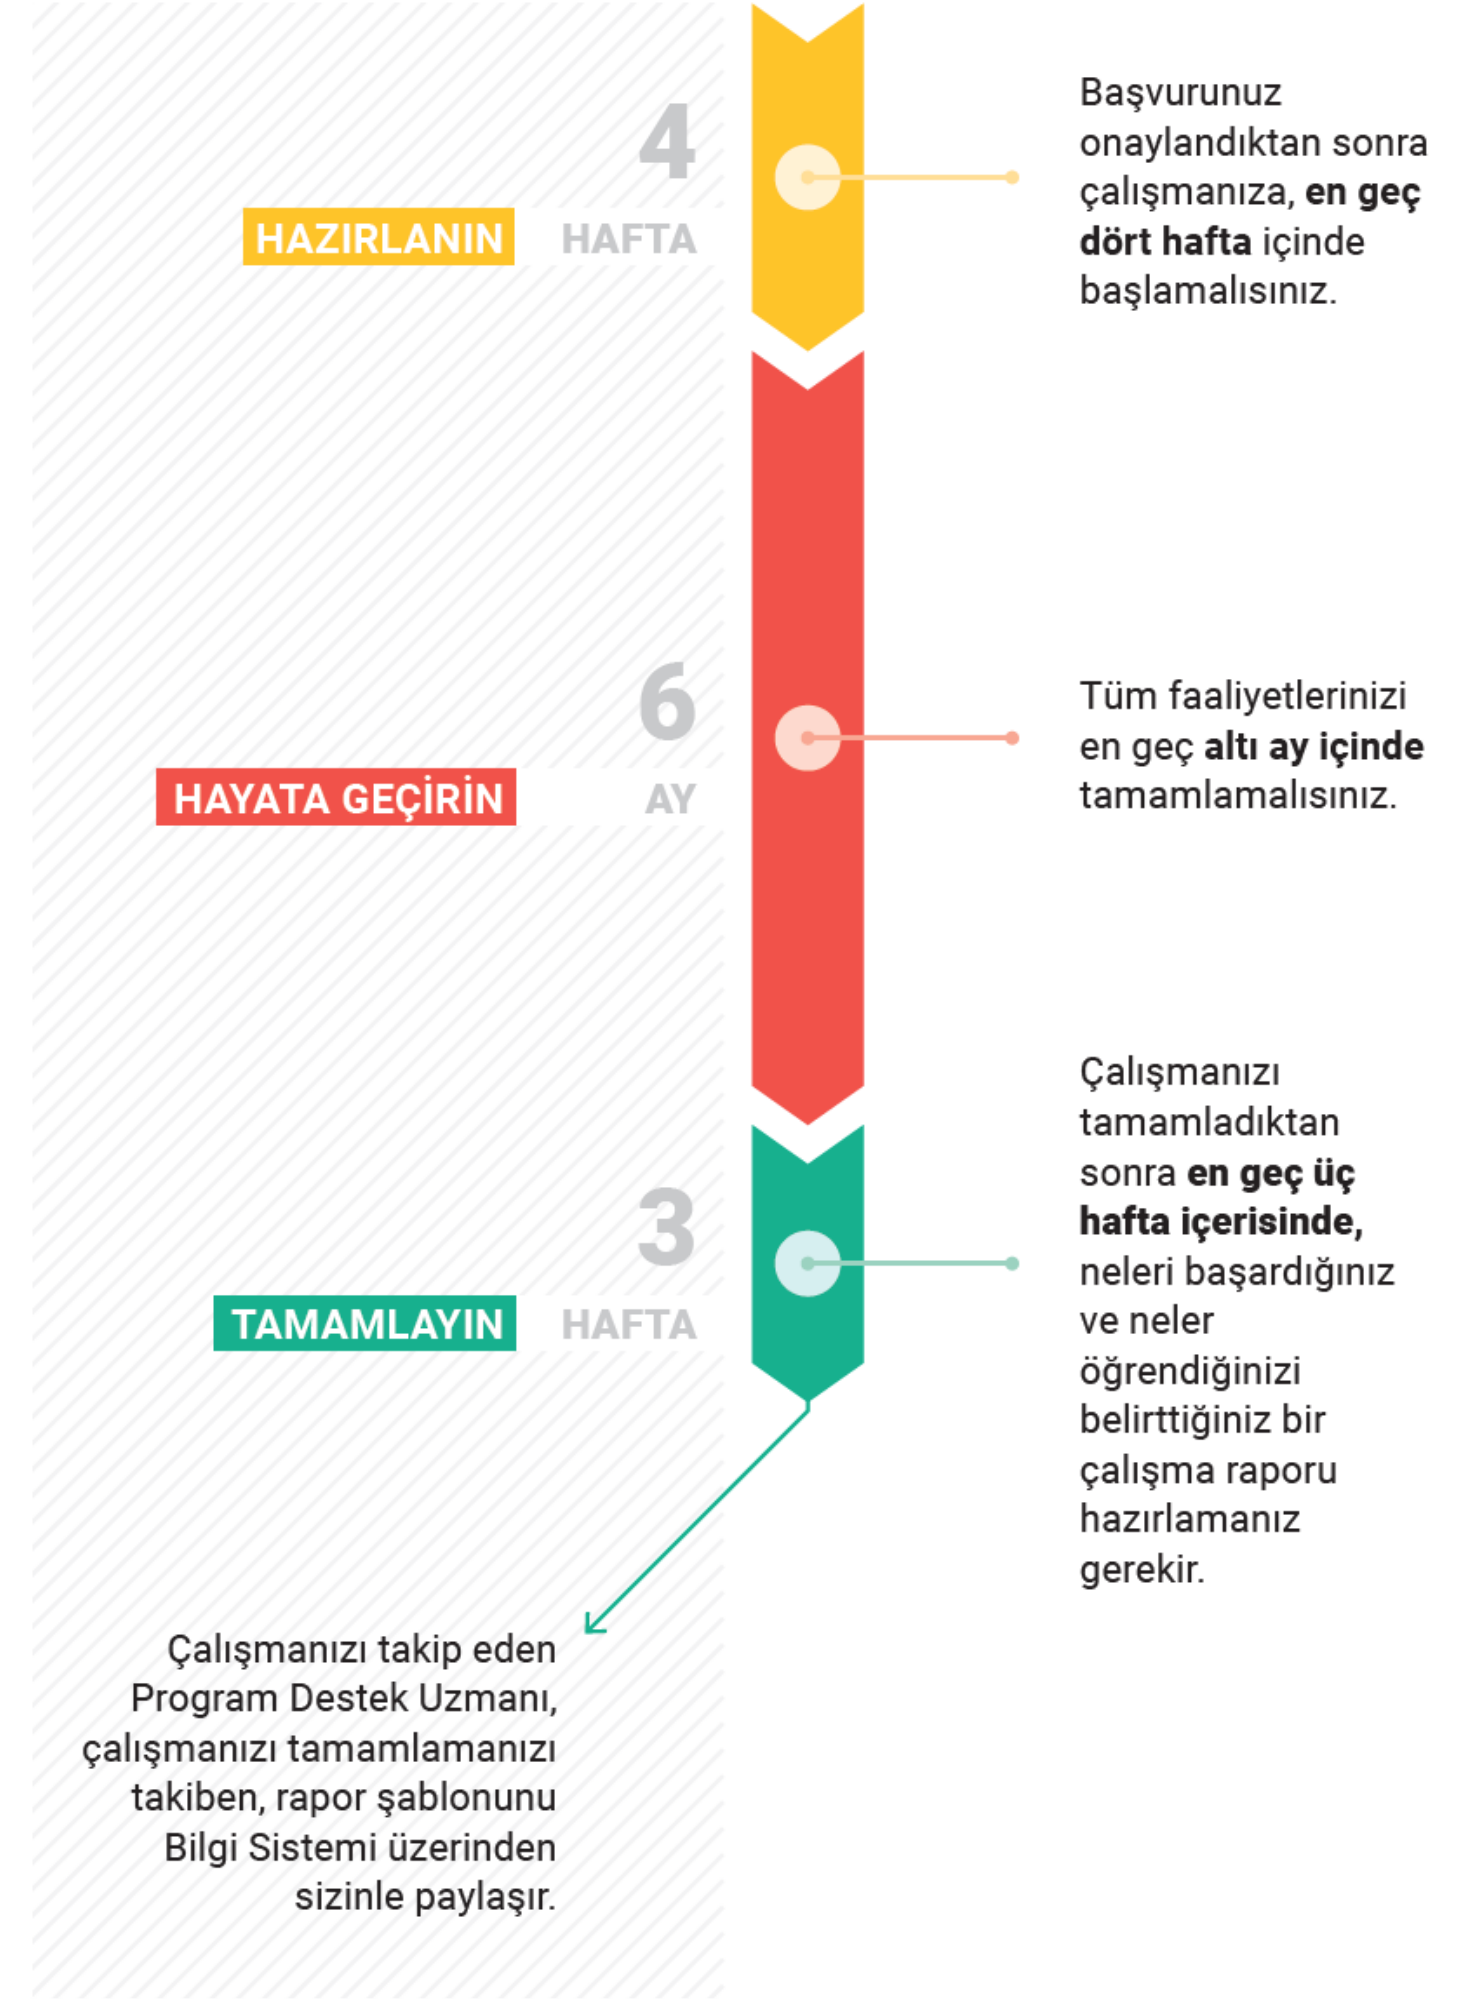 4
HAZIRLANIN
HAFTA
Başvurunuz
onaylandıktan sonra
çalışmanıza, en geç
dört hafta içinde
başlamalısınız.
6
HAYATA GEÇİRİN
AY
Tüm faaliyetlerinizi
en geç altı ay içinde
tamamlamalısınız.
3
TAMAMLAYIN
HAFTA
Çalışmanızı
tamamladıktan
sonra en geç üç
hafta içerisinde,
neleri başardığınız
ve neler
öğrendiğinizi
belirttiğiniz bir
çalışma raporu
hazırlamanız
gerekir.
Çalışmanızı takip eden
Program Destek Uzmanı,
çalışmanızı tamamlamanızı
takiben, rapor şablonunu
Bilgi Sistemi üzerinden
sizinle paylaşır.